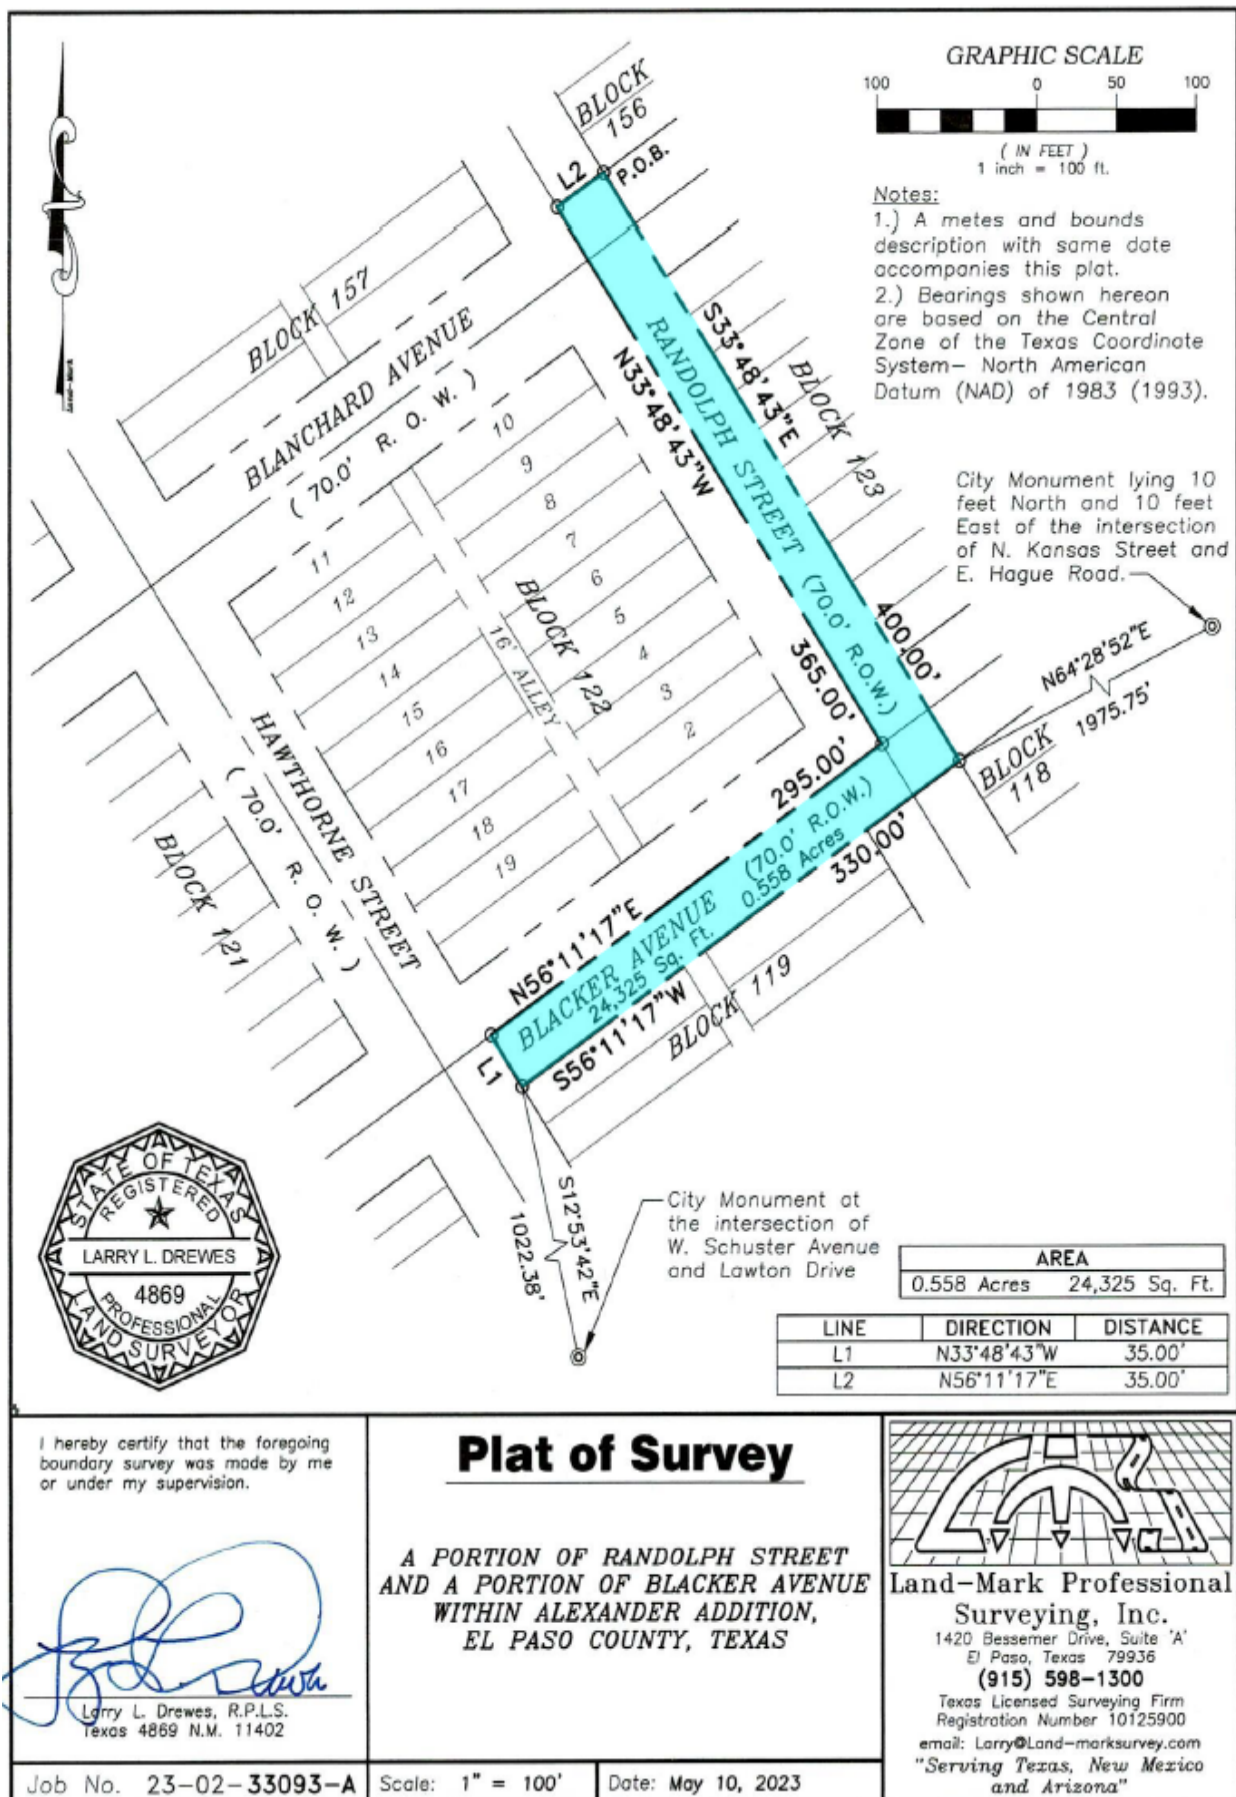 GRAPHIC SCALE
100 0 50 100
( IN FEET )
1 inch = 100 ft.
Notes:
1.) A metes and bounds
description with same date
accompanies this plat.
2.) Bearings shown hereon
are based on the Central
Zone of the Texas Coordinate
System– North American
Datum (NAD) of 1983 (1993).
City Monument lying 10
feet North and 10 feet
East of the intersection
of N. Kansas Street and
E. Hague Road.
Land-Mark
BLOCK
156
L2
P.O.B.
BLOCK 157
BLANCHARD AVENUE
( 70.0' R. O. W. )
RANDOLPH STREET (70.0' R.O.W.)
S33°48'43"E
N33°48'43"W
BLOCK 123
400.00'
365.00'
10
9
8
7
6
5
4
3
2
BLOCK 122
16' ALLEY
11
12
13
14
15
16
17
18
19
HAWTHORNE STREET
( 70.0' R. O. W. )
BLOCK 121
N64°28'52"E
1975.75'
BLOCK
118
295.00'
330.00'
N56°11'17"E
BLACKER AVENUE (70.0' R.O.W.)
24,325 Sq. Ft. 0.558 Acres
S56°11'17"W
BLOCK 119
L1
S12°53'42"E
1022.38'
City Monument at
the intersection of
W. Schuster Avenue
and Lawton Drive
STATE OF TEXAS
REGISTERED
LARRY L. DREWES
4869
PROFESSIONAL
LAND SURVEYOR
AREA
0.558 Acres 24,325 Sq. Ft.
LINE DIRECTION DISTANCE
L1 N33°48'43"W 35.00'
L2 N56°11'17"E 35.00'
I hereby certify that the foregoing
boundary survey was made by me
or under my supervision.
Larry L. Drewes, R.P.L.S.
Texas 4869 N.M. 11402
Job No. 23-02-33093-A
Plat of Survey
A PORTION OF RANDOLPH STREET
AND A PORTION OF BLACKER AVENUE
WITHIN ALEXANDER ADDITION,
EL PASO COUNTY, TEXAS
Scale: 1" = 100'
Date: May 10, 2023
Land-Mark Professional
Surveying, Inc.
1420 Bessemer Drive, Suite 'A'
El Paso, Texas 79936
(915) 598-1300
Texas Licensed Surveying Firm
Registration Number 10125900
email: Larry@Land-marksurvey.com
"Serving Texas, New Mexico
and Arizona"